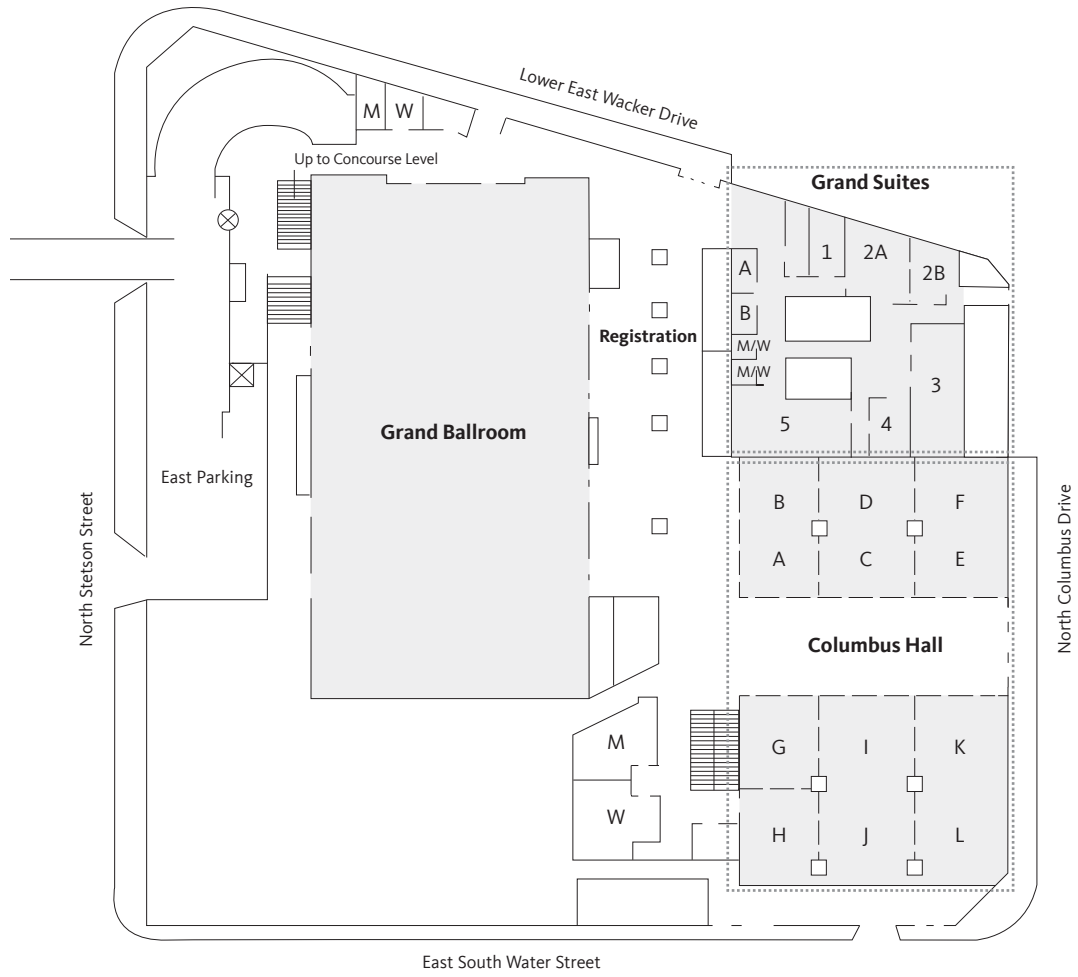 Lower East Wacker Drive
M W
Up to Concourse Level
Grand Suites
1 2A
2B
A
B
Registration
M/W
M/W
3
5 4
Grand Ballroom
East Parking
North Stetson Street
B D F
A C E
North Columbus Drive
Columbus Hall
M
G I K
W
H J L
East South Water Street